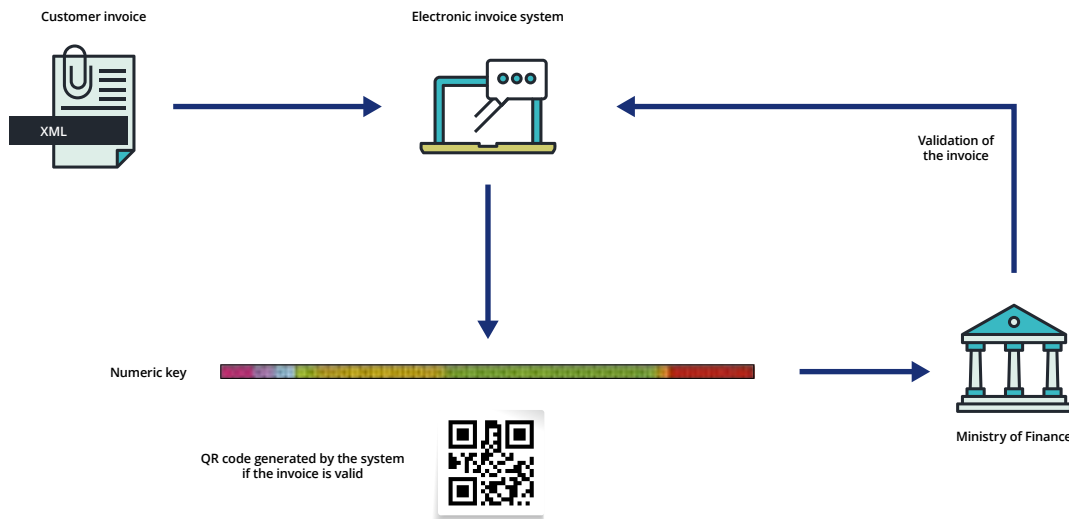 Customer invoice
Electronic invoice system
XML
Validation of
the invoice
Numeric key
Ministry of Finance
QR code generated by the system
if the invoice is valid